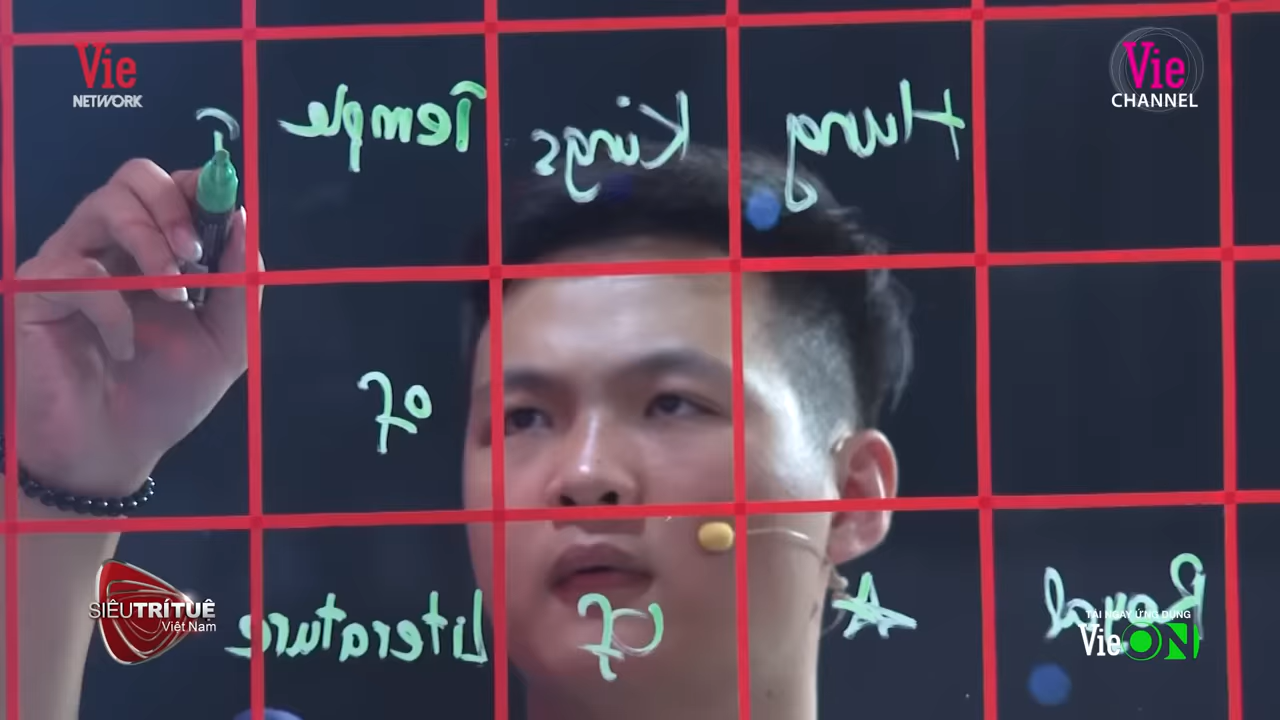 Vie NETWORK
Vie CHANNEL
Hung Kings Temple
of
Royal A Of Literature
TẢI NGAY ỨNG DỤNG
VieON
SIÊU TRÍ TUỆ
Việt Nam